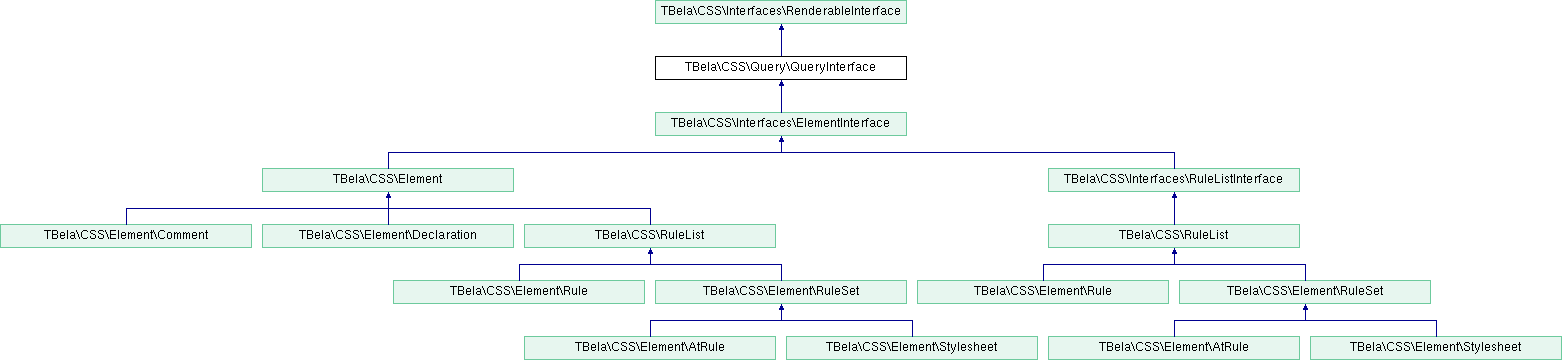 TBela\CSS\Interfaces\RenderableInterface
TBela\CSS\Query\QueryInterface
TBela\CSS\Interfaces\ElementInterface
TBela\CSS\Element
TBela\CSS\Interfaces\RuleListInterface
TBela\CSS\Element\Comment
TBela\CSS\Element\Declaration
TBela\CSS\RuleList
TBela\CSS\RuleList
TBela\CSS\Element\Rule
TBela\CSS\Element\RuleSet
TBela\CSS\Element\Rule
TBela\CSS\Element\RuleSet
TBela\CSS\Element\AtRule
TBela\CSS\Element\Stylesheet
TBela\CSS\Element\AtRule
TBela\CSS\Element\Stylesheet